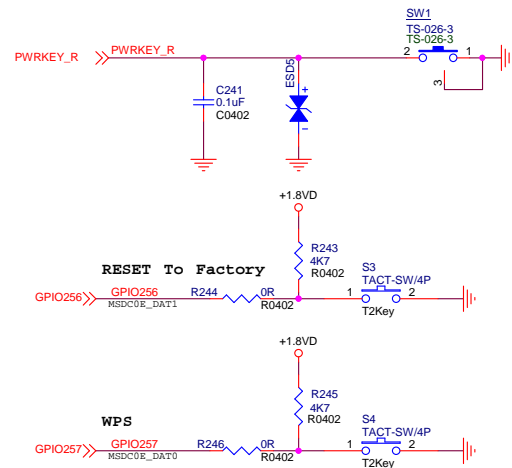 SW1
TS-026-3
TS-026-3
PWRKEY_R PWRKEY_R 2 1
3
ESD5
+
C241
0.1uF
C0402
+1.8VD
R243
4K7
R0402
RESET To Factory
S3
TACT-SW/4P
GPIO256 GPIO256 R244 0R 1 2
MSDC0E_DAT1 R0402 T2Key
+1.8VD
R245
4K7
R0402
WPS
S4
TACT-SW/4P
GPIO257 GPIO257 R246 0R 1 2
MSDC0E_DAT0 R0402 T2Key